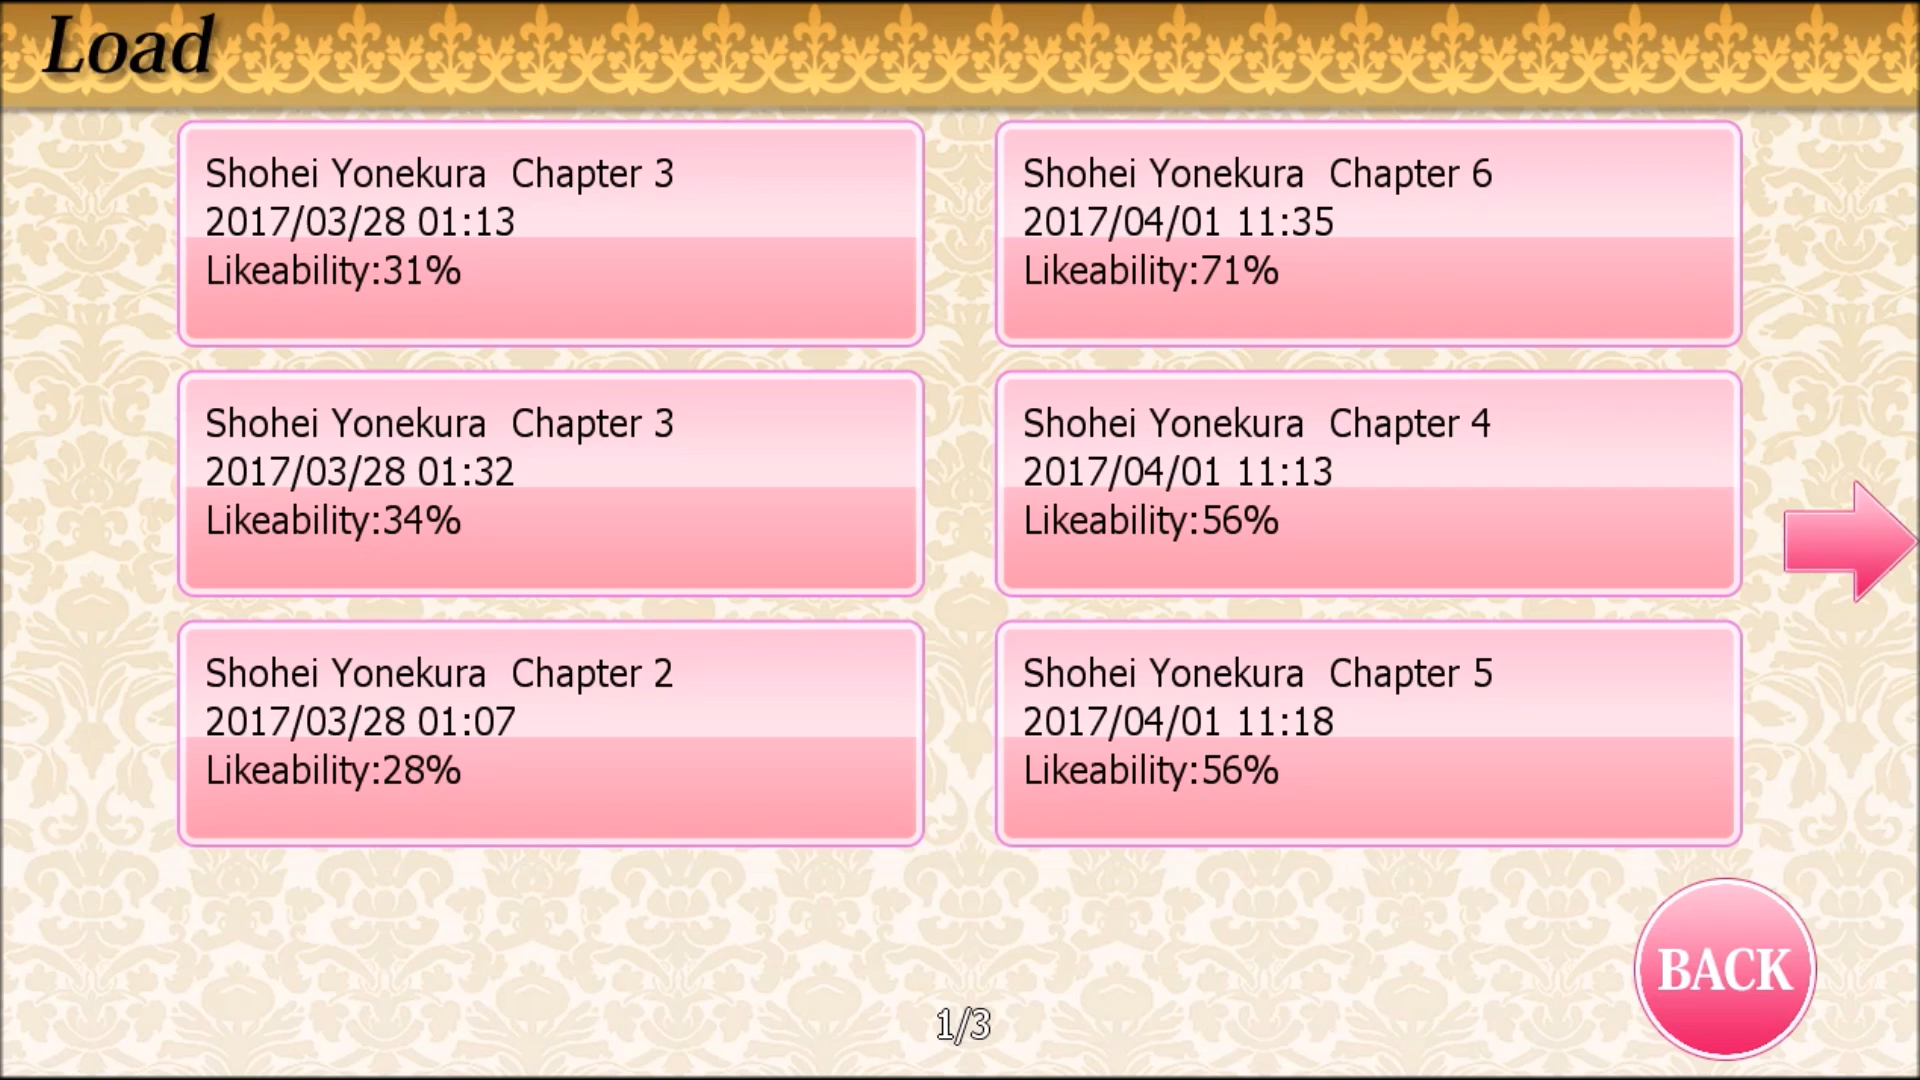 Load
Shohei Yonekura  Chapter 3
2017/03/28 01:13
Likeability:31%
Shohei Yonekura  Chapter 6
2017/04/01 11:35
Likeability:71%
Shohei Yonekura  Chapter 3
2017/03/28 01:32
Likeability:34%
Shohei Yonekura  Chapter 4
2017/04/01 11:13
Likeability:56%
Shohei Yonekura  Chapter 2
2017/03/28 01:07
Likeability:28%
Shohei Yonekura  Chapter 5
2017/04/01 11:18
Likeability:56%
BACK
1/3